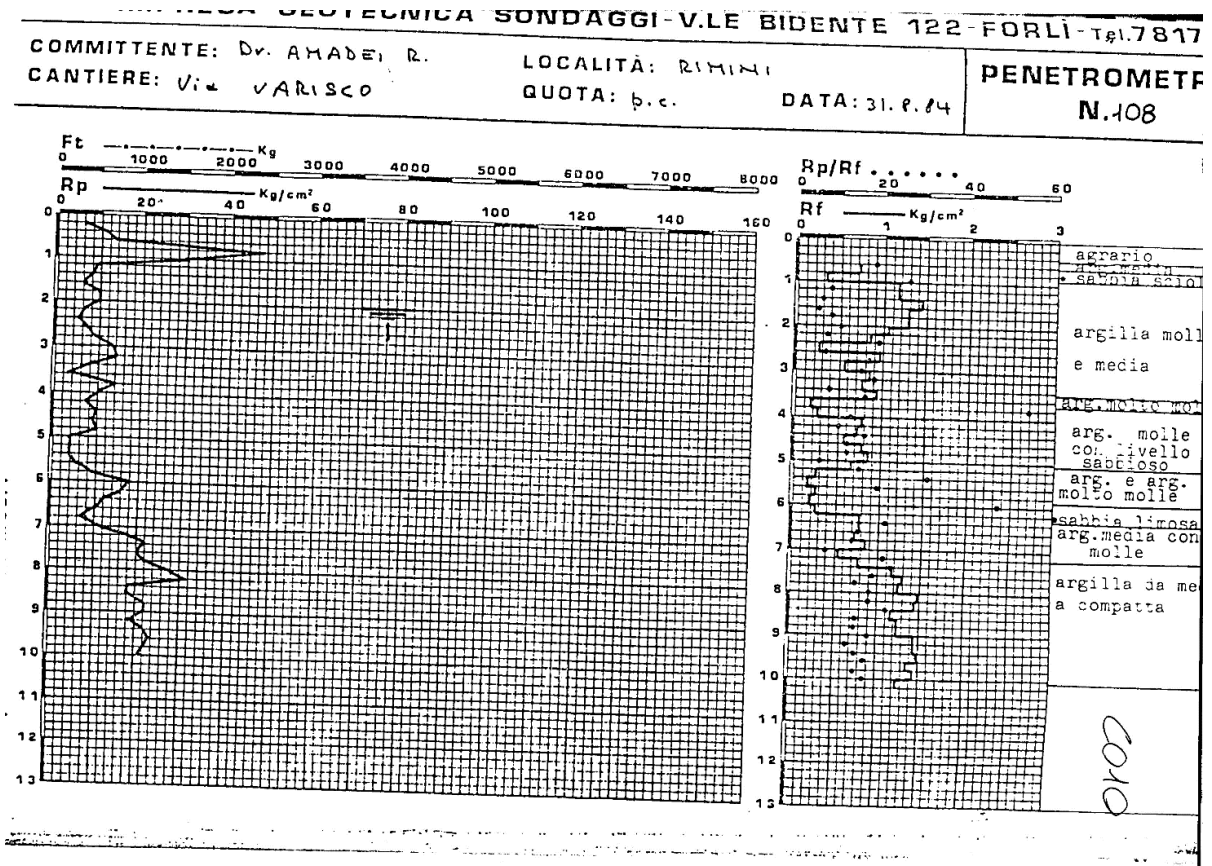 GEOTECNICA SONDAGGI-V.LE BIDENTE 122-FORLÌ-Tel.7817
COMMITTENTE: Dr. AMADEI R.
LOCALITÀ: RIMINI
CANTIERE: Via VARISCO
QUOTA: p.c.
DATA: 31.8.84
PENETROMETR
N.108
Ft Kg
0 1000 2000 3000 4000 5000 6000 7000 8000
Rp Kg/cm²
0 20 40 60 80 100 120 140 160
0
1
2
3
4
5
6
7
8
9
10
11
12
13
Rp/Rf
0 20 40 60
Rf Kg/cm²
0 1 2 3
0
1
2
3
4
5
6
7
8
9
10
11
12
13
agrario
sabbia sciol
argilla moll
e media
arg.molto mol
arg. molle
con livello
sabbioso
arg. e arg.
molto molle
sabbia limosa
arg.media con
molle
argilla da me
a compatta
C010